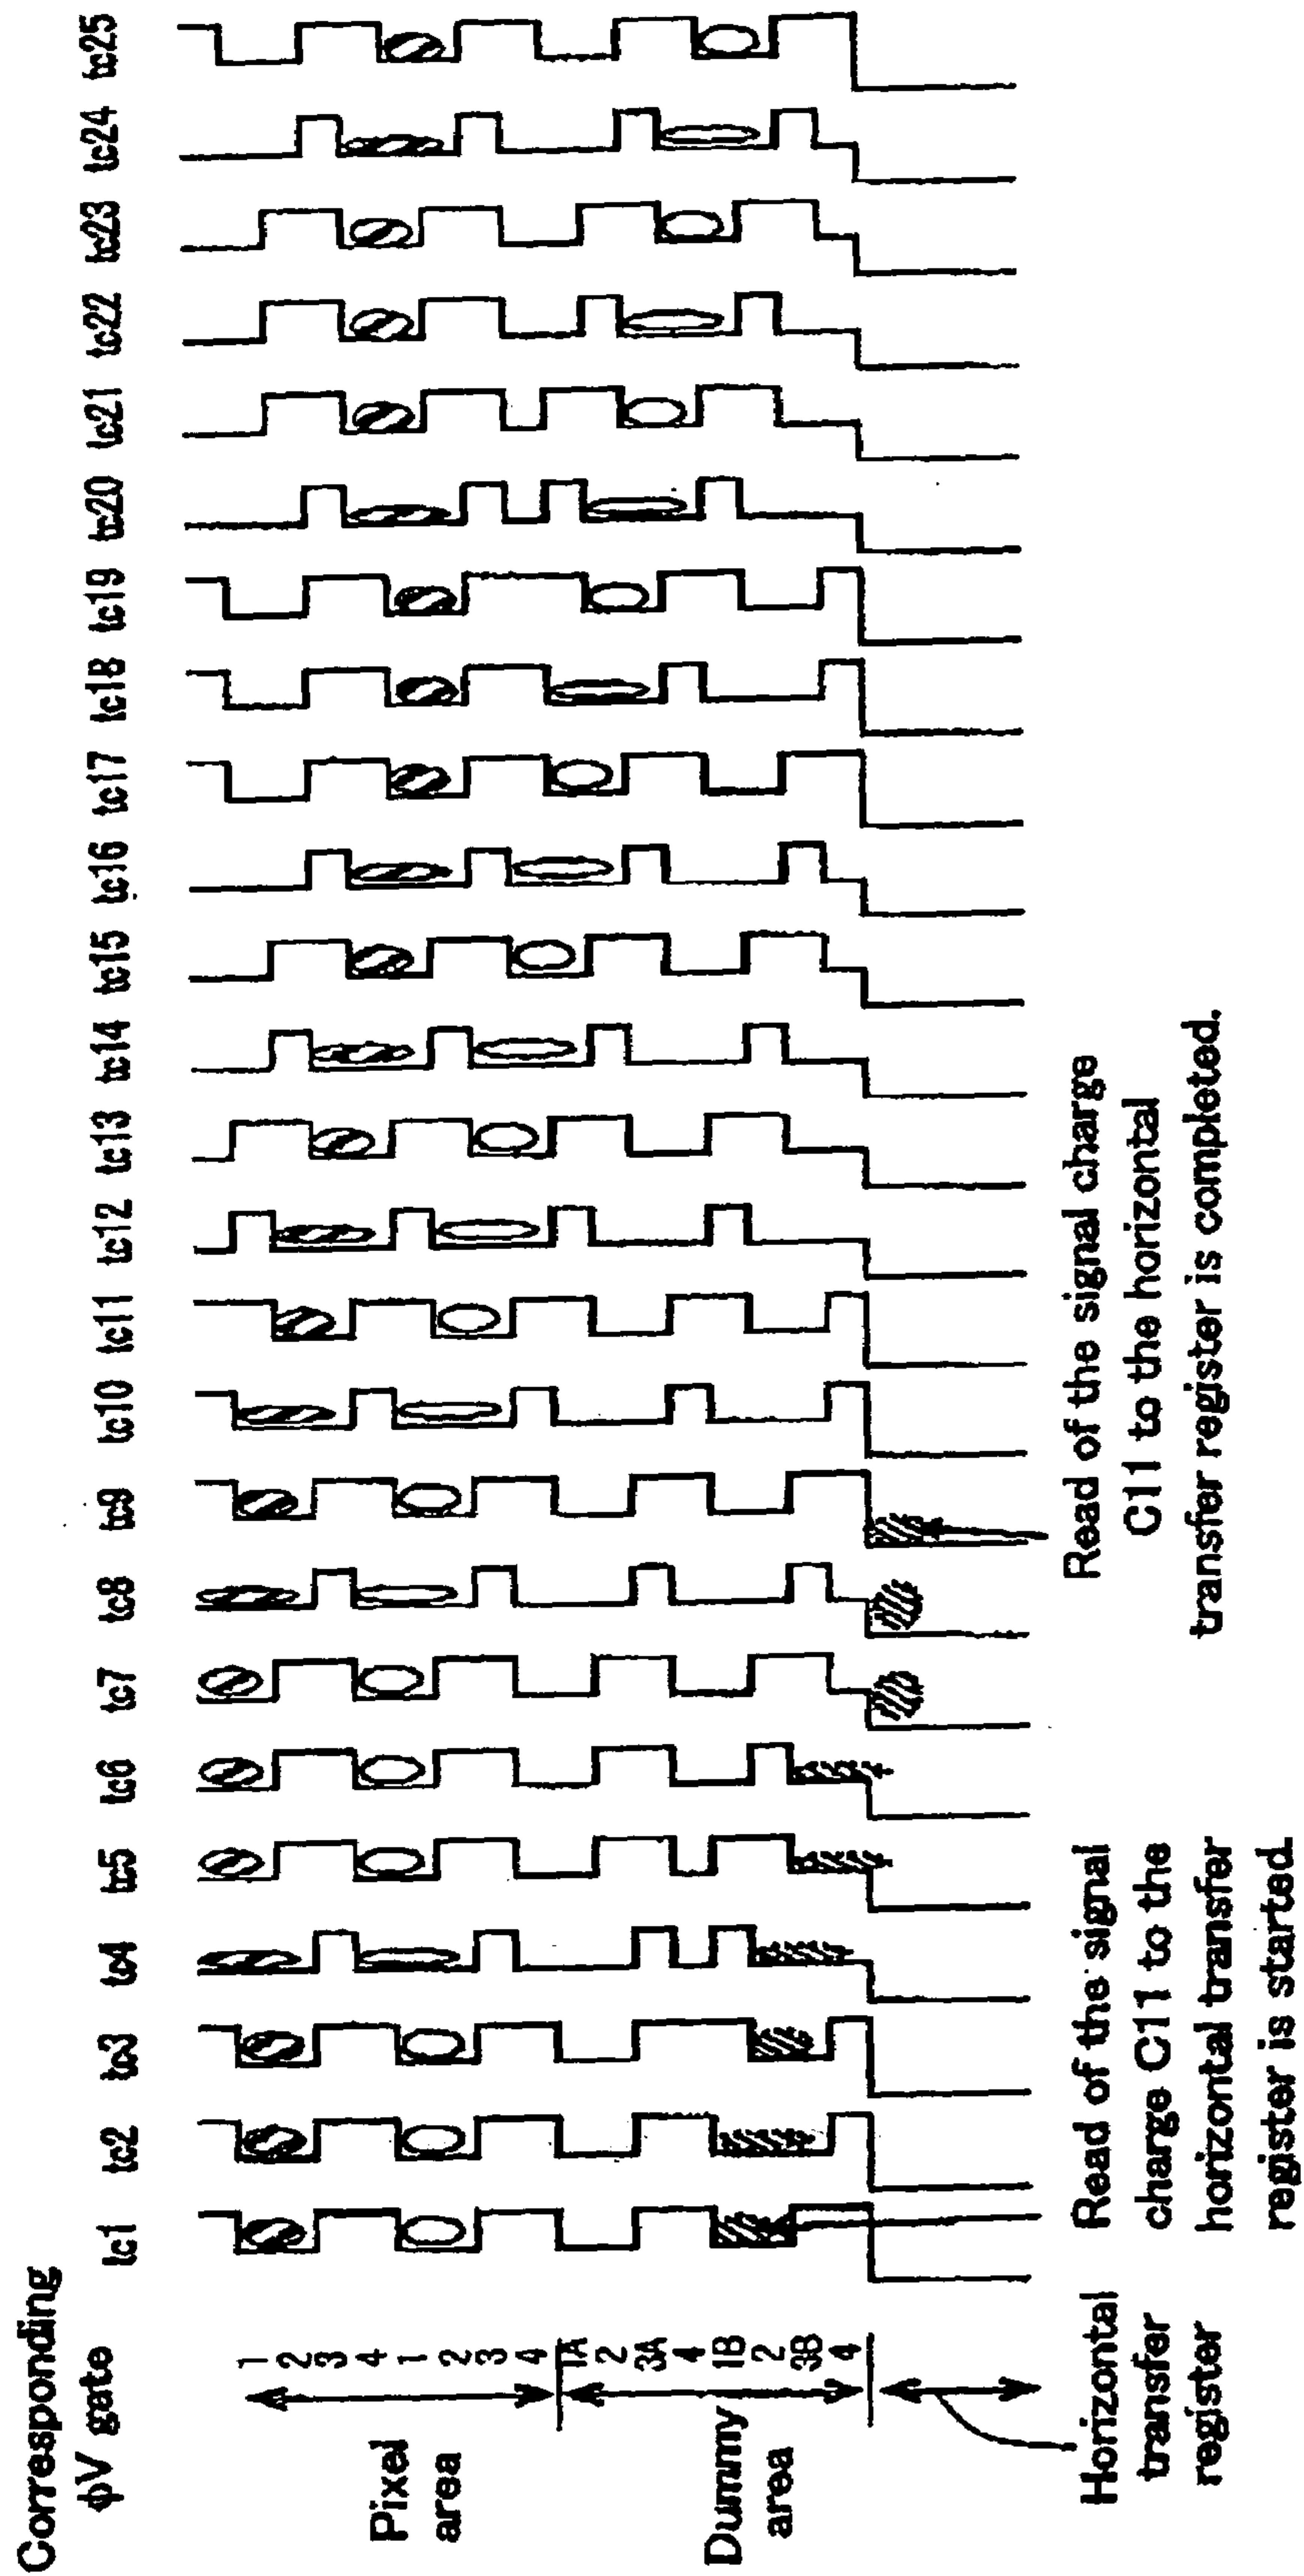 Corresponding
φV gate
tc1 tc2 tc3 tc4 tc5 tc6 tc7 tc8 tc9 tc10 tc11 tc12 tc13 tc14 tc15 tc16 tc17 tc18 tc19 tc20 tc21 tc22 tc23 tc24 tc25
Pixel
area
1
2
3
4
1
2
3
4
Dummy
area
1A
2
3A
4
1B
2
3B
4
Horizontal
transfer
register
Read of the signal
charge C11 to the
horizontal transfer
register is started.
Read of the signal charge
C11 to the horizontal
transfer register is completed.